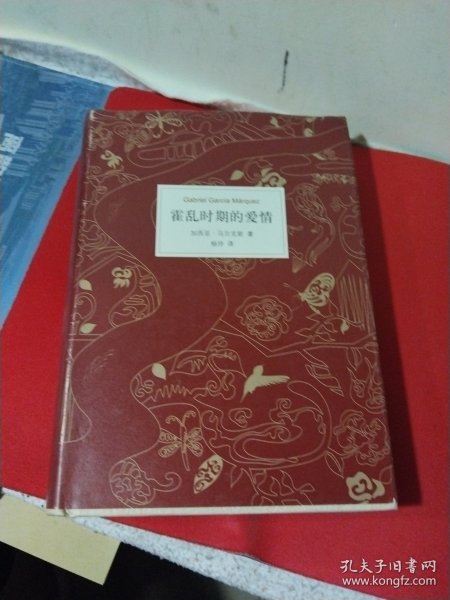 Gabriel García Márquez
霍乱时期的爱情
加西亚·马尔克斯 著
杨玲 译
孔夫子旧书网
www.kongfz.com